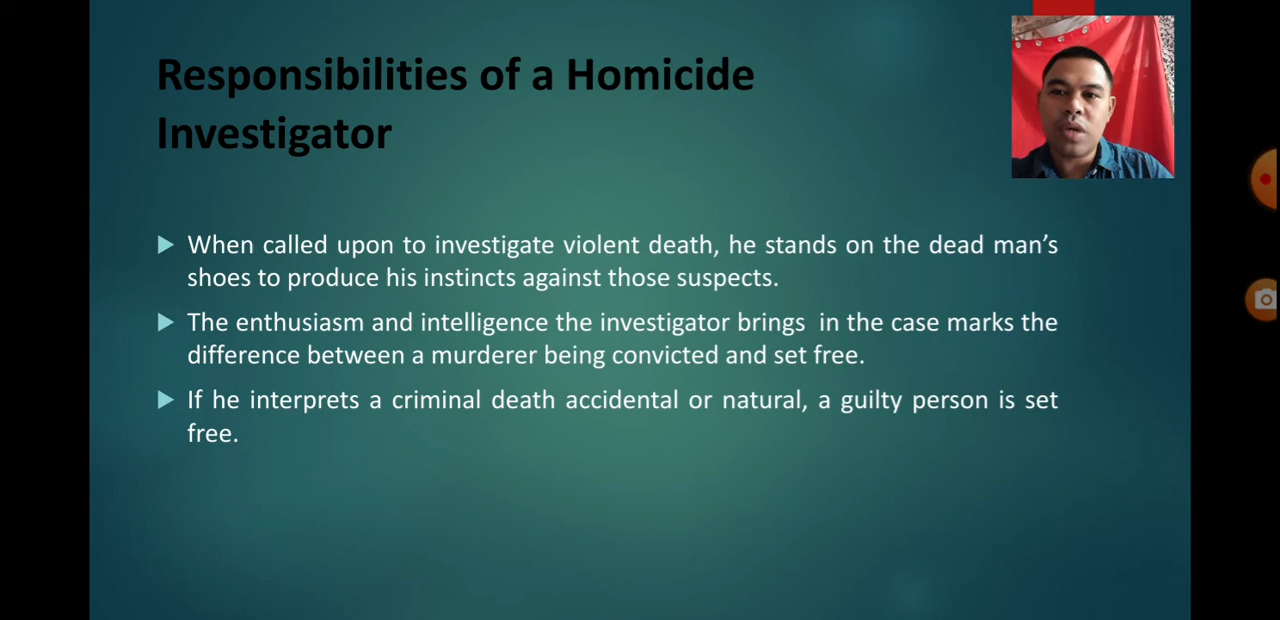 Responsibilities of a Homicide
Investigator
When called upon to investigate violent death, he stands on the dead man's
shoes to produce his instincts against those suspects.
The enthusiasm and intelligence the investigator brings in the case marks the
difference between a murderer being convicted and set free.
If he interprets a criminal death accidental or natural, a guilty person is set
free.